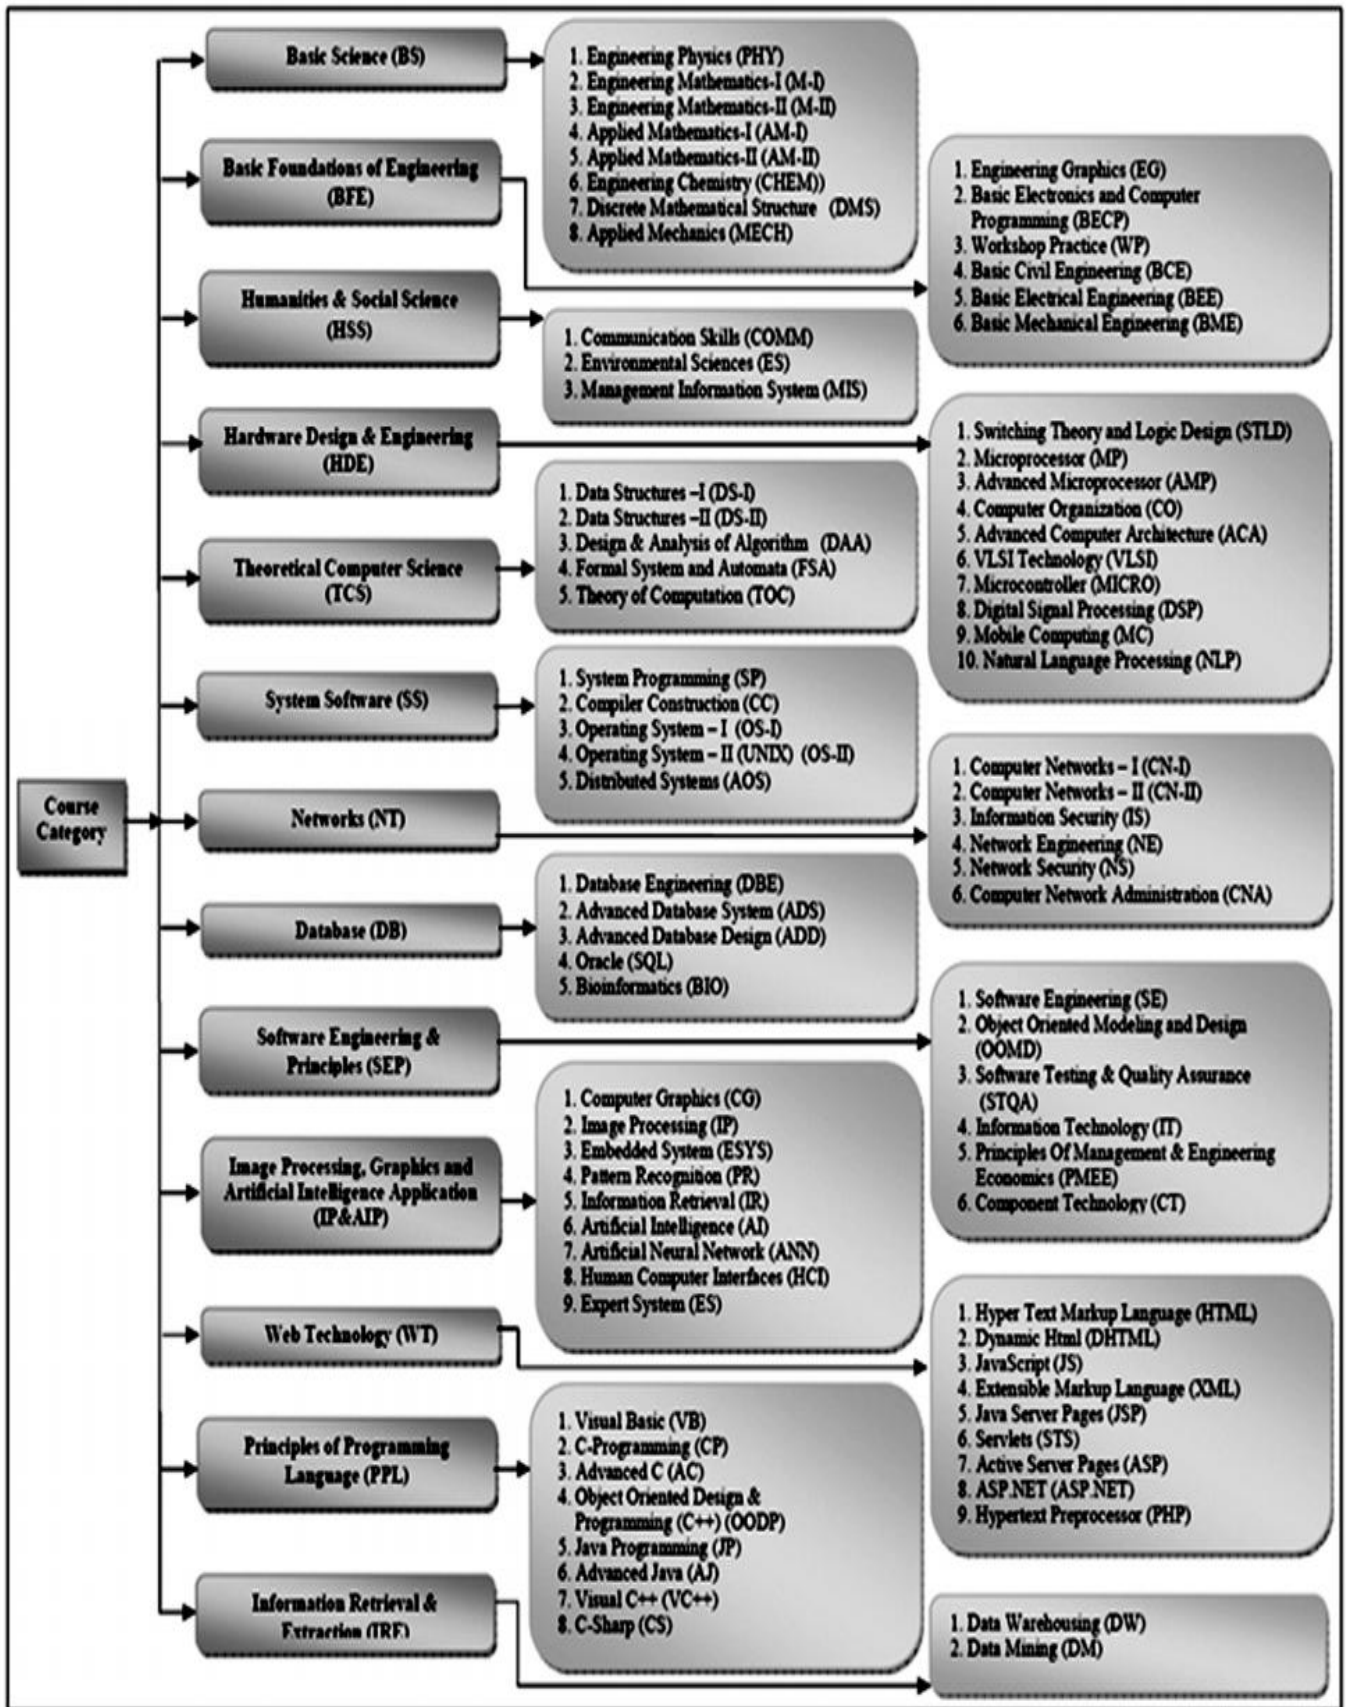 Course
Category
Basic Science (BS)
1. Engineering Physics (PHY)
2. Engineering Mathematics-I (M-I)
3. Engineering Mathematics-II (M-II)
4. Applied Mathematics-I (AM-I)
5. Applied Mathematics-II (AM-II)
6. Engineering Chemistry (CHEM))
7. Discrete Mathematical Structure (DMS)
8. Applied Mechanics (MECH)
Basic Foundations of Engineering
(BFE)
1. Engineering Graphics (EG)
2. Basic Electronics and Computer
Programming (BECP)
3. Workshop Practice (WP)
4. Basic Civil Engineering (BCE)
5. Basic Electrical Engineering (BEE)
6. Basic Mechanical Engineering (BME)
Humanities & Social Science
(HSS)
1. Communication Skills (COMM)
2. Environmental Sciences (ES)
3. Management Information System (MIS)
Hardware Design & Engineering
(HDE)
1. Switching Theory and Logic Design (STLD)
2. Microprocessor (MP)
3. Advanced Microprocessor (AMP)
4. Computer Organization (CO)
5. Advanced Computer Architecture (ACA)
6. VLSI Technology (VLSI)
7. Microcontroller (MICRO)
8. Digital Signal Processing (DSP)
9. Mobile Computing (MC)
10. Natural Language Processing (NLP)
Theoretical Computer Science
(TCS)
1. Data Structures –I (DS-I)
2. Data Structures –II (DS-II)
3. Design & Analysis of Algorithm (DAA)
4. Formal System and Automata (FSA)
5. Theory of Computation (TOC)
System Software (SS)
1. System Programming (SP)
2. Compiler Construction (CC)
3. Operating System – I (OS-I)
4. Operating System – II (UNIX) (OS-II)
5. Distributed Systems (AOS)
Networks (NT)
1. Computer Networks – I (CN-I)
2. Computer Networks – II (CN-II)
3. Information Security (IS)
4. Network Engineering (NE)
5. Network Security (NS)
6. Computer Network Administration (CNA)
Database (DB)
1. Database Engineering (DBE)
2. Advanced Database System (ADS)
3. Advanced Database Design (ADD)
4. Oracle (SQL)
5. Bioinformatics (BIO)
Software Engineering &
Principles (SEP)
1. Software Engineering (SE)
2. Object Oriented Modeling and Design
(OOMD)
3. Software Testing & Quality Assurance
(STQA)
4. Information Technology (IT)
5. Principles Of Management & Engineering
Economics (PMEE)
6. Component Technology (CT)
Image Processing, Graphics and
Artificial Intelligence Application
(IP&AIP)
1. Computer Graphics (CG)
2. Image Processing (IP)
3. Embedded System (ESYS)
4. Pattern Recognition (PR)
5. Information Retrieval (IR)
6. Artificial Intelligence (AI)
7. Artificial Neural Network (ANN)
8. Human Computer Interfaces (HCI)
9. Expert System (ES)
Web Technology (WT)
1. Hyper Text Markup Language (HTML)
2. Dynamic Html (DHTML)
3. JavaScript (JS)
4. Extensible Markup Language (XML)
5. Java Server Pages (JSP)
6. Servlets (STS)
7. Active Server Pages (ASP)
8. ASP.NET (ASP.NET)
9. Hypertext Preprocessor (PHP)
Principles of Programming
Language (PPL)
1. Visual Basic (VB)
2. C-Programming (CP)
3. Advanced C (AC)
4. Object Oriented Design &
Programming (C++) (OODP)
5. Java Programming (JP)
6. Advanced Java (AJ)
7. Visual C++ (VC++)
8. C-Sharp (CS)
Information Retrieval &
Extraction (IRE)
1. Data Warehousing (DW)
2. Data Mining (DM)